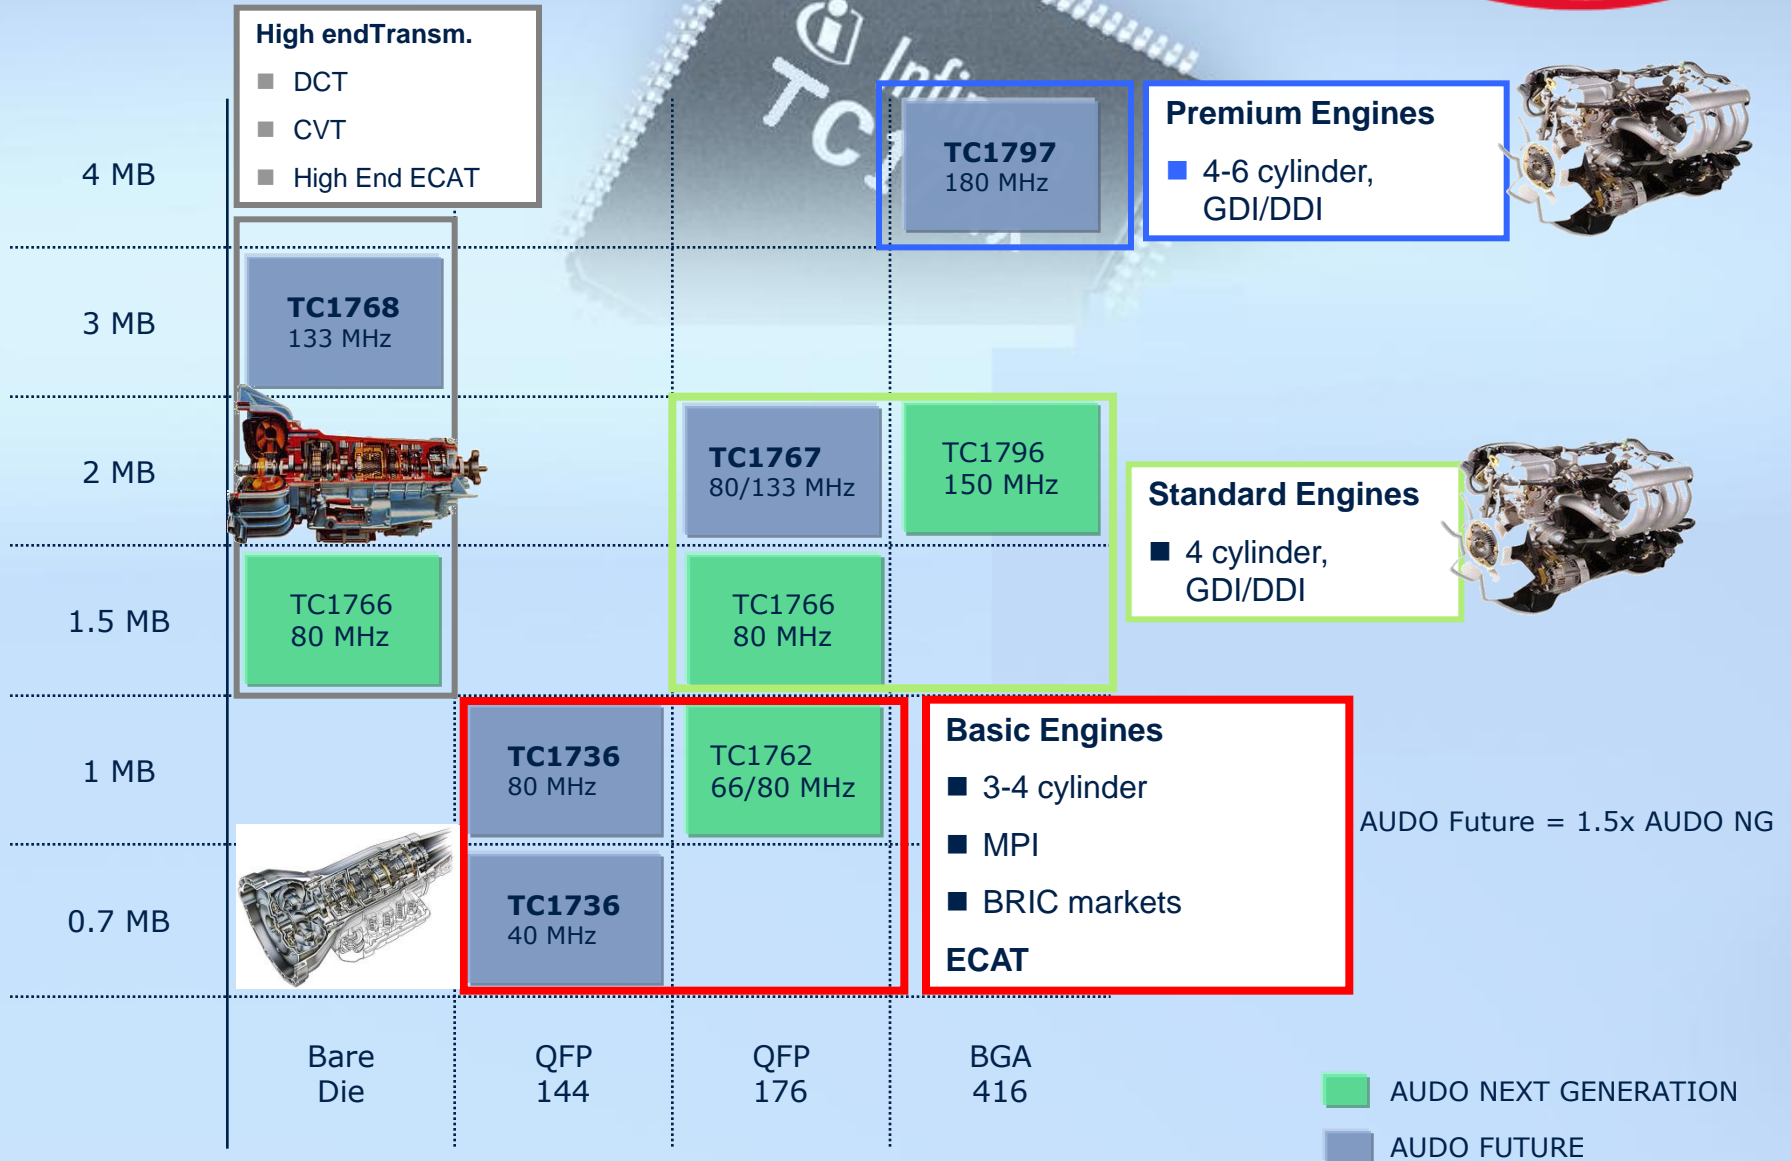 High endTransm.
DCT
CVT
High End ECAT
TC1797
180 MHz
Premium Engines
4-6 cylinder,
GDI/DDI
4 MB
3 MB
TC1768
133 MHz
2 MB
TC1767
80/133 MHz
TC1796
150 MHz
Standard Engines
4 cylinder,
GDI/DDI
1.5 MB
TC1766
80 MHz
TC1766
80 MHz
1 MB
TC1736
80 MHz
TC1762
66/80 MHz
Basic Engines
3-4 cylinder
MPI
BRIC markets
ECAT
AUDO Future = 1.5x AUDO NG
0.7 MB
TC1736
40 MHz
Bare
Die
QFP
144
QFP
176
BGA
416
AUDO NEXT GENERATION
AUDO FUTURE